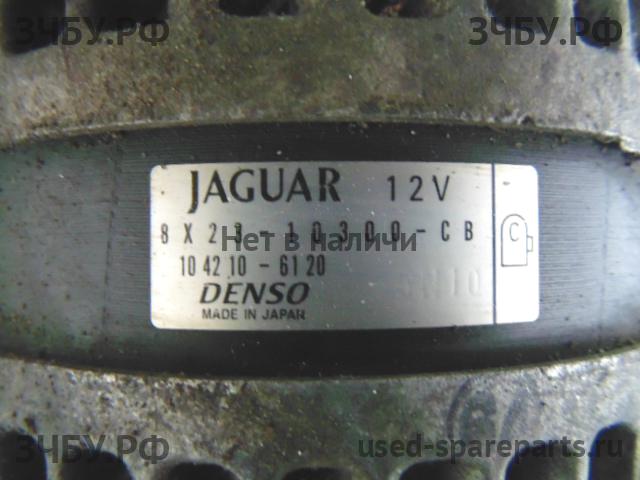 ЗЧБУ.РФ ЗЧБУ.РФ
JAGUAR 12V
8X23-10300-CB C
Нет в наличии
104210-6120
DENSO
MADE IN JAPAN
ЗЧБУ.РФ used-spareparts.ru